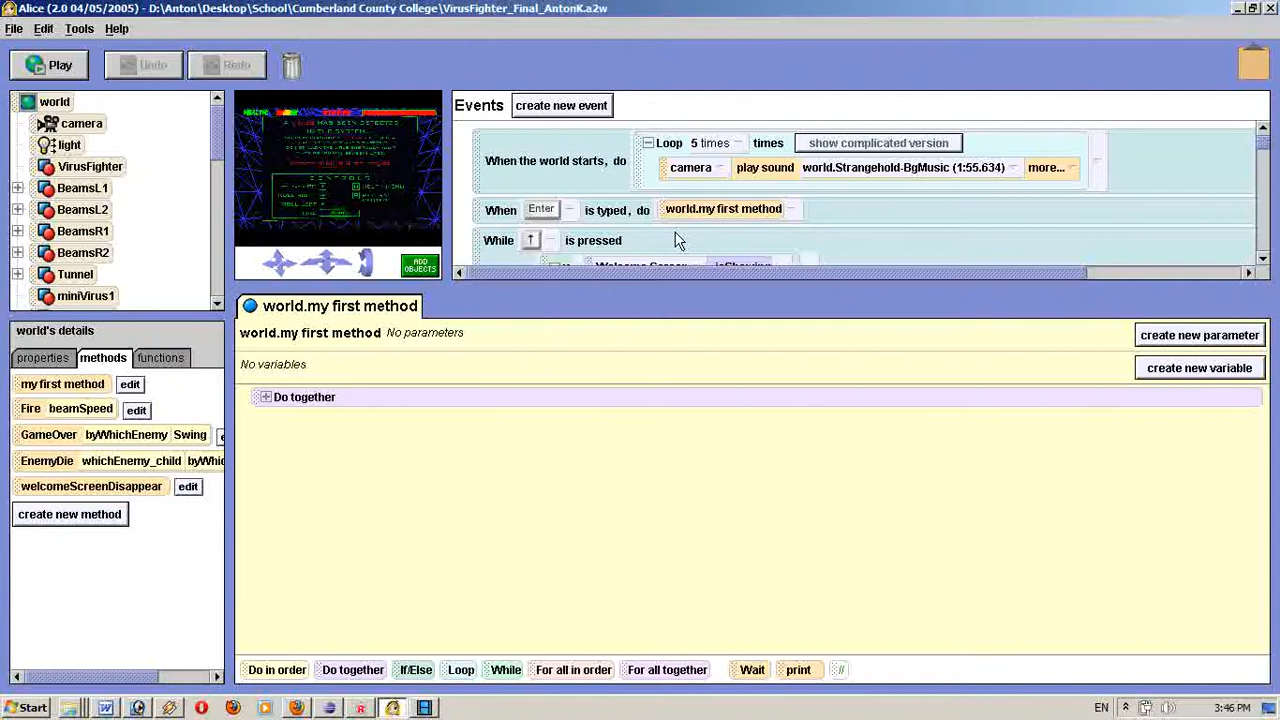 Alice (2.0 04/05/2005) - D:\Anton\Desktop\School\Cumberland County College\VirusFighter_Final_AntonK.a2w
File Edit Tools Help
Play Undo Redo
world
camera
light
VirusFighter
BeamsL1
BeamsL2
BeamsR1
BeamsR2
Tunnel
miniVirus1
ADD
OBJECTS
Events create new event
Loop 5 times times show complicated version
When the world starts, do
camera play sound world.Strangehold-BgMusic (1:55.634) more...
When Enter is typed, do world.my first method
While ↑ is pressed
world's details
properties methods functions
my first method edit
Fire beamSpeed edit
GameOver byWhichEnemy Swing
EnemyDie whichEnemy_child byWhic
welcomeScreenDisappear edit
create new method
world.my first method
world.my first method No parameters
create new parameter
No variables
create new variable
Do together
Do in order Do together If/Else Loop While For all in order For all together Wait print //
Start
EN 3:46 PM